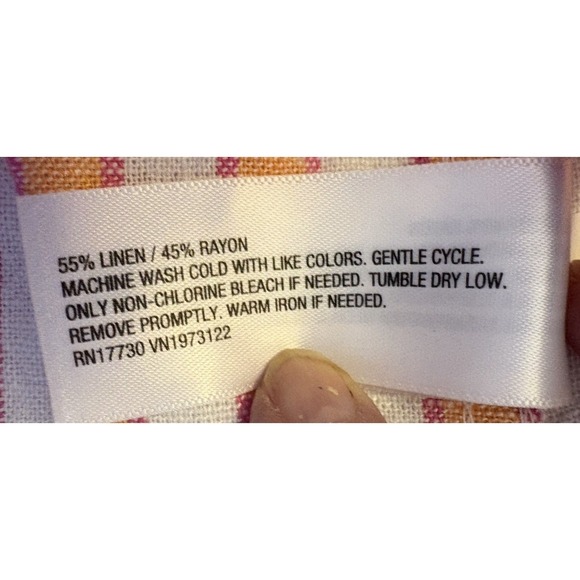 55% LINEN / 45% RAYON
MACHINE WASH COLD WITH LIKE COLORS. GENTLE CYCLE.
ONLY NON-CHLORINE BLEACH IF NEEDED. TUMBLE DRY LOW.
REMOVE PROMPTLY. WARM IRON IF NEEDED.
RN17730 VN1973122